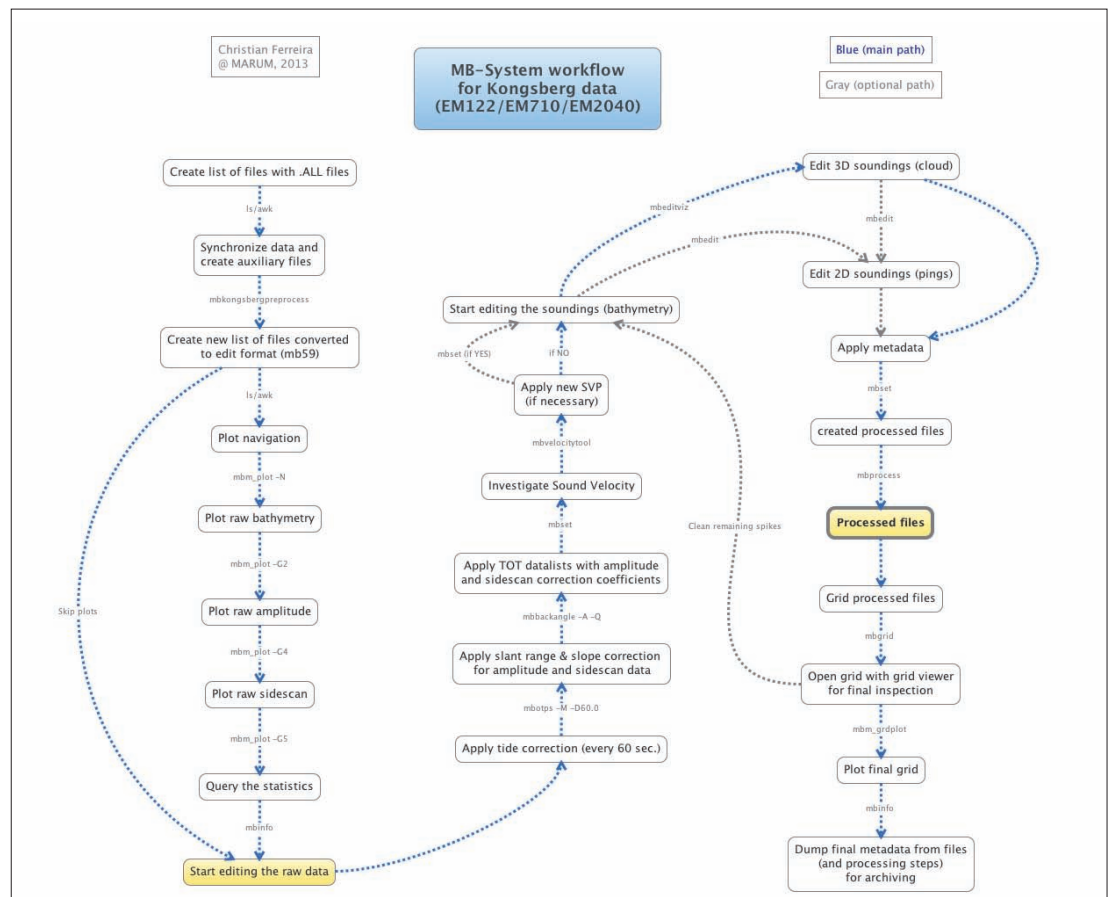 Christian Ferreira
@ MARUM, 2013
MB-System workflow
for Kongsberg data
(EM122/EM710/EM2040)
Blue (main path)
Gray (optional path)
Create list of files with .ALL files
ls/awk
Synchronize data and
create auxiliary files
mbkongsbergpreprocess
Create new list of files converted
to edit format (mb59)
ls/awk
Plot navigation
mbm_plot -N
Plot raw bathymetry
mbm_plot -G2
Skip plots
Plot raw amplitude
mbm_plot -G4
Plot raw sidescan
mbm_plot -G5
Query the statistics
mbinfo
Start editing the raw data
Apply tide correction (every 60 sec.)
mbotps -M -D60.0
Apply slant range & slope correction
for amplitude and sidescan data
mbbackangle -A -Q
Apply TOT datalists with amplitude
and sidescan correction coefficients
mbset
Investigate Sound Velocity
mbvelocitytool
Apply new SVP
(if necessary)
mbset (if YES)
if NO
Start editing the soundings (bathymetry)
mbeditviz
mbedit
Edit 3D soundings (cloud)
mbedit
Edit 2D soundings (pings)
Apply metadata
mbset
created processed files
mbprocess
Processed files
Clean remaining spikes
Grid processed files
mbgrid
Open grid with grid viewer
for final inspection
mbm_grdplot
Plot final grid
mbinfo
Dump final metadata from files
(and processing steps)
for archiving